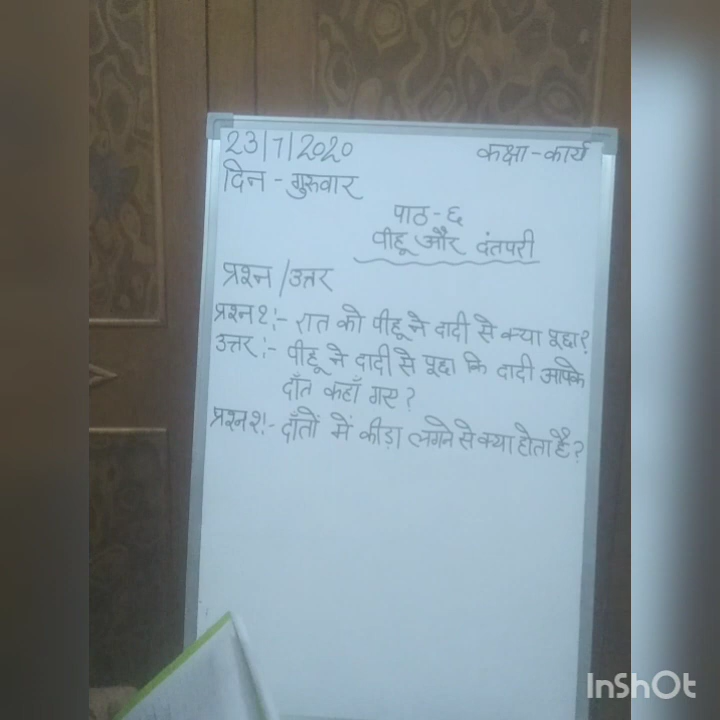 23/7/2020 कक्षा-कार्य
दिन - गुरुवार
पाठ-६
पीहू और दंतपरी
प्रश्न/उत्तर
प्रश्न१:- रात को पीहू ने दादी से क्या पूछा?
उत्तर:- पीहू ने दादी से पूछा कि दादी आपके
दाँत कहाँ गए?
प्रश्न२:- दाँतों में कीड़ा लगने से क्या होता है?
InShOt